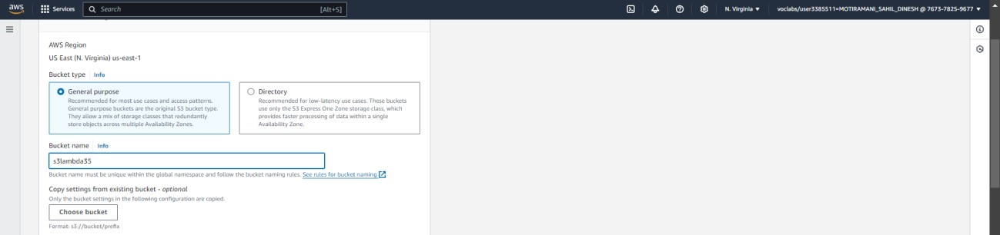 aws
Services
Search
[Alt+S]
N. Virginia
voclabs/user3385511=MOTIRAMANI_SAHIL_DINESH @ 7673-7825-9677
AWS Region
US East (N. Virginia) us-east-1
Bucket type Info
General purpose
Recommended for most use cases and access patterns.
General purpose buckets are the original S3 bucket type.
They allow a mix of storage classes that redundantly
store objects across multiple Availability Zones.
Directory
Recommended for low-latency use cases. These buckets
use only the S3 Express One Zone storage class, which
provides faster processing of data within a single
Availability Zone.
Bucket name Info
s3lambda35
Bucket name must be unique within the global namespace and follow the bucket naming rules. See rules for bucket naming
Copy settings from existing bucket - optional
Only the bucket settings in the following configuration are copied.
Choose bucket
Format: s3://bucket/prefix